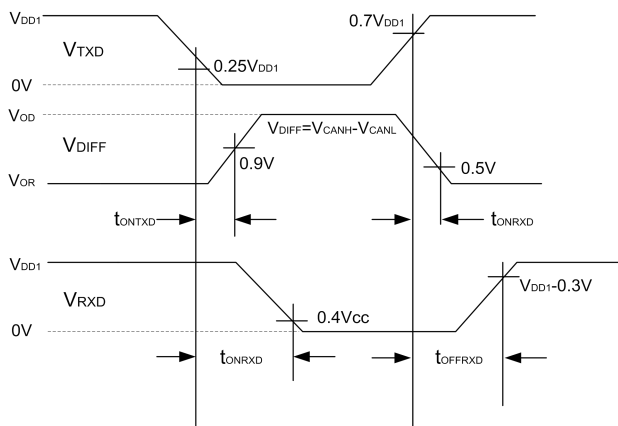 VDD1
0.7VDD1
VTXD
0.25VDD1
0V
VOD
VDIFF=VCANH-VCANL
VDIFF
0.9V
0.5V
VOR
tONTXD
tONRXD
VDD1
VDD1-0.3V
VRXD
0.4Vcc
0V
tONRXD
tOFFRXD